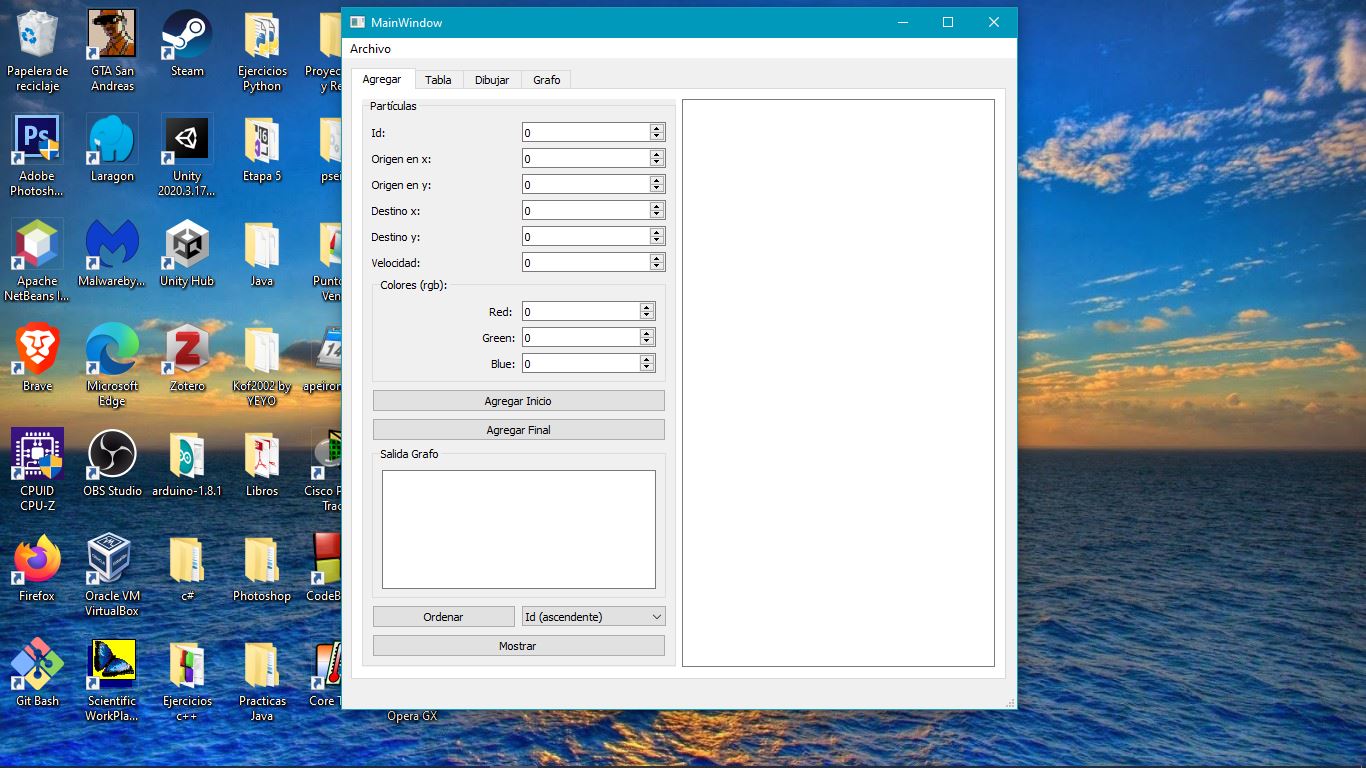 Papelera de
reciclaje
GTA San
Andreas
Steam
Ejercicios
Python
Proyec
y Re
Adobe
Photosh...
Laragon
Unity
2020.3.17...
Etapa 5
pse
Apache
NetBeans I...
Malwareby...
Unity Hub
Java
Punto
Ven
Brave
Microsoft
Edge
Zotero
Kof2002 by
YEYO
apeiron
CPUID
CPU-Z
OBS Studio
arduino-1.8.1
Libros
Cisco P
Trac
Firefox
Oracle VM
VirtualBox
c#
Photoshop
CodeB
Git Bash
Scientific
WorkPla...
Ejercicios
c++
Practicas
Java
Core T
Opera GX
MainWindow
Archivo
Agregar
Tabla
Dibujar
Grafo
Partículas
Id:
0
Origen en x:
0
Origen en y:
0
Destino x:
0
Destino y:
0
Velocidad:
0
Colores (rgb):
Red:
0
Green:
0
Blue:
0
Agregar Inicio
Agregar Final
Salida Grafo
Ordenar
Id (ascendente)
Mostrar